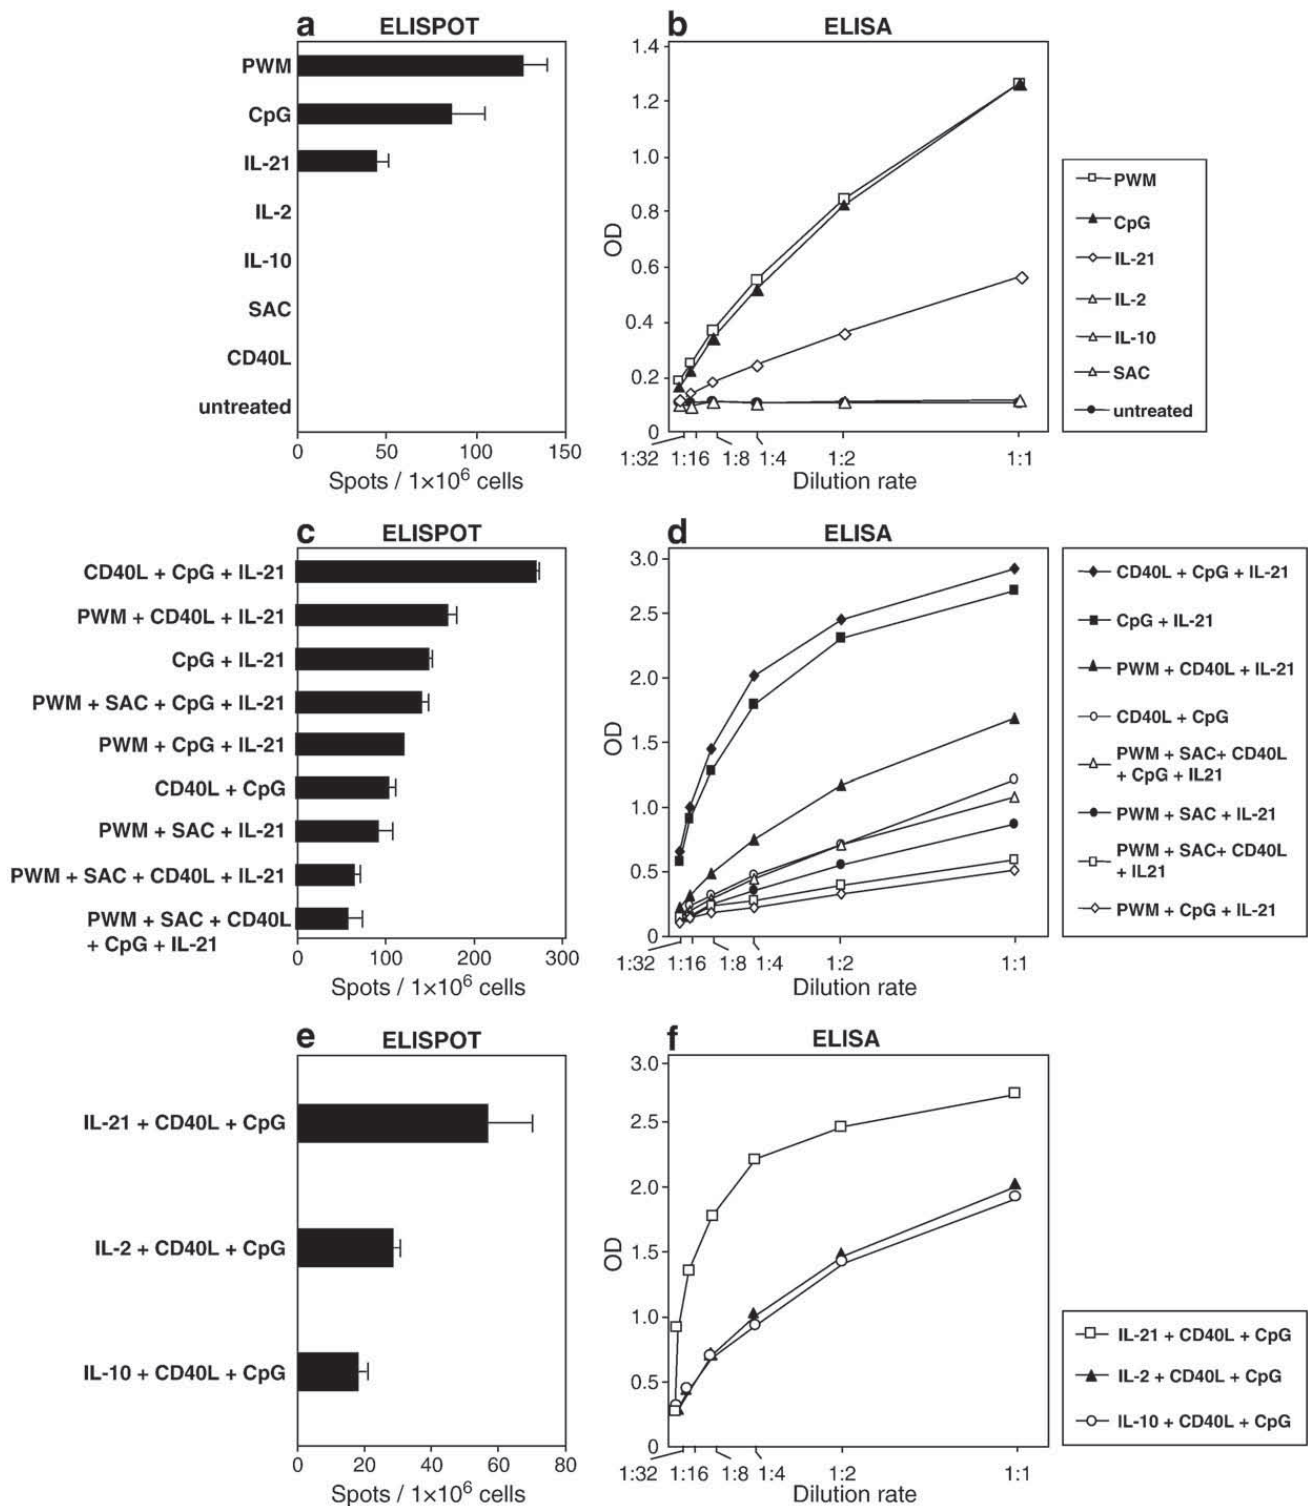 a ELISPOT
PWM
CpG
IL-21
IL-2
IL-10
SAC
CD40L
untreated
0 50 100 150
Spots / 1×10⁶ cells
b ELISA
1.4
1.2
1.0
0.8
0.6
0.4
0.2
0
OD
1:32 1:16 1:8 1:4 1:2 1:1
Dilution rate
PWM
CpG
IL-21
IL-2
IL-10
SAC
untreated
c ELISPOT
CD40L + CpG + IL-21
PWM + CD40L + IL-21
CpG + IL-21
PWM + SAC + CpG + IL-21
PWM + CpG + IL-21
CD40L + CpG
PWM + SAC + IL-21
PWM + SAC + CD40L + IL-21
PWM + SAC + CD40L
+ CpG + IL-21
0 100 200 300
Spots / 1×10⁶ cells
d ELISA
3.0
2.5
2.0
1.5
1.0
0.5
0
OD
1:32 1:16 1:8 1:4 1:2 1:1
Dilution rate
CD40L + CpG + IL-21
CpG + IL-21
PWM + CD40L + IL-21
CD40L + CpG
PWM + SAC+ CD40L
+ CpG + IL21
PWM + SAC + IL-21
PWM + SAC+ CD40L
+ IL21
PWM + CpG + IL-21
e ELISPOT
IL-21 + CD40L + CpG
IL-2 + CD40L + CpG
IL-10 + CD40L + CpG
0 20 40 60 80
Spots / 1×10⁶ cells
f ELISA
3.0
2.5
2.0
1.5
1.0
0.5
0
OD
1:32 1:16 1:8 1:4 1:2 1:1
Dilution rate
IL-21 + CD40L + CpG
IL-2 + CD40L + CpG
IL-10 + CD40L + CpG